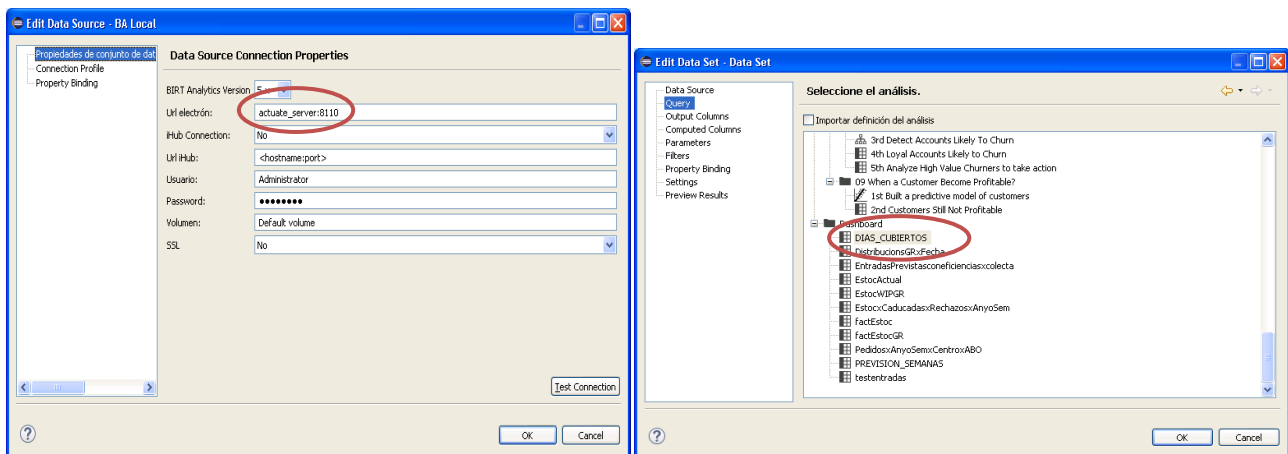 Edit Data Source - BA Local
Propiedades de conjunto de dat
Connection Profile
Property Binding
Data Source Connection Properties
BIRT Analytics Version
Url electrón: actuate_server:8110
iHub Connection: No
Url iHub: <hostname:port>
Usuario: Administrator
Password: ●●●●●●●●
Volumen: Default volume
SSL No
Test Connection
OK Cancel
Edit Data Set - Data Set
Data Source
Query
Output Columns
Computed Columns
Parameters
Filters
Property Binding
Settings
Preview Results
Seleccione el análisis.
Importar definición del análisis
3rd Detect Accounts Likely To Churn
4th Loyal Accounts Likely to Churn
5th Analyze High Value Churners to take action
09 When a Customer Become Profitable?
1st Built a predictive model of customers
2nd Customers Still Not Profitable
Dashboard
DIAS_CUBIERTOS
DistribucionsGRxFecha
EntradasPrevistasconeficienciasxcolecta
EstocActual
EstocWIPGR
EstocxCaducadasxRechazosxAnyoSem
factEstoc
factEstocGR
PedidosxAnyoSemxCentroxABO
PREVISION_SEMANAS
testentradas
OK Cancel